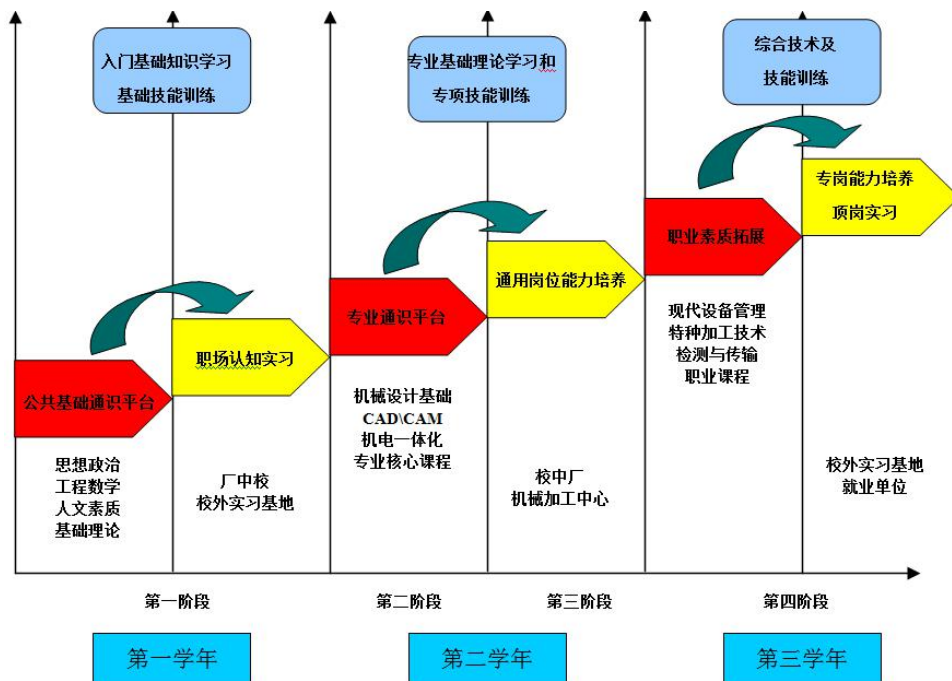 入门基础知识学习
基础技能训练
专业基础理论学习和
专项技能训练
综合技术及
技能训练
专岗能力培养
顶岗实习
职业素质拓展
通用岗位能力培养
专业通识平台
职场认知实习
公共基础通识平台
现代设备管理
特种加工技术
检测与传输
职业课程
机械设计基础
CAD\CAM
机电一体化
专业核心课程
思想政治
工程数学
人文素质
基础理论
厂中校
校外实习基地
校中厂
机械加工中心
校外实习基地
就业单位
第一阶段
第二阶段
第三阶段
第四阶段
第一学年
第二学年
第三学年